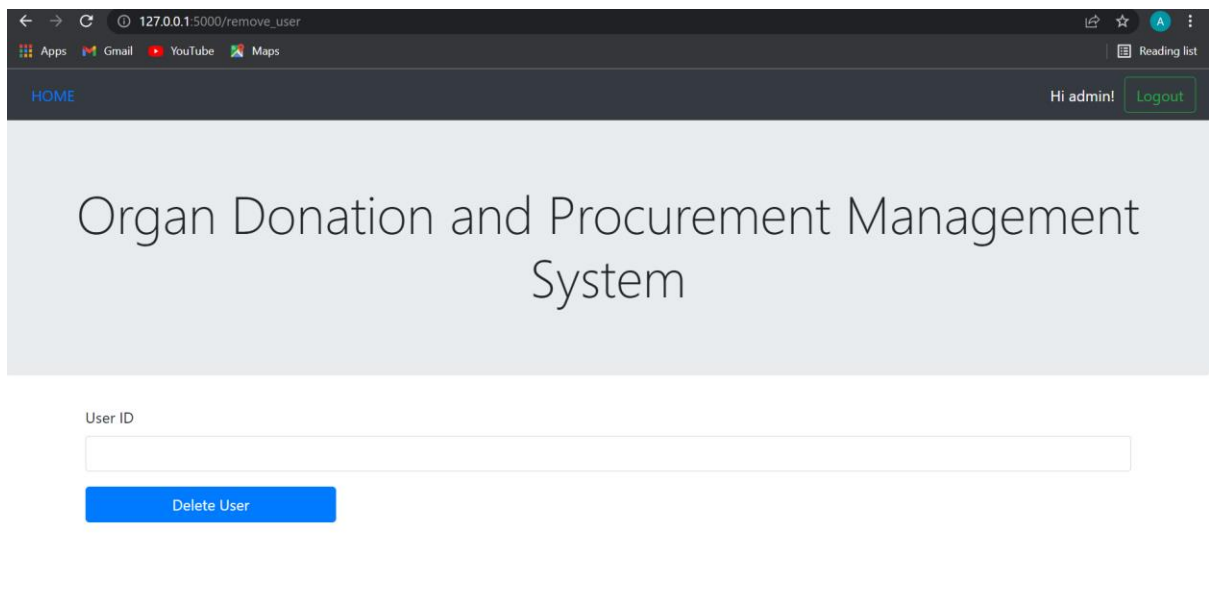 127.0.0.1:5000/remove_user
A
Apps Gmail YouTube Maps Reading list
HOME Hi admin! Logout
Organ Donation and Procurement Management
System
User ID
Delete User